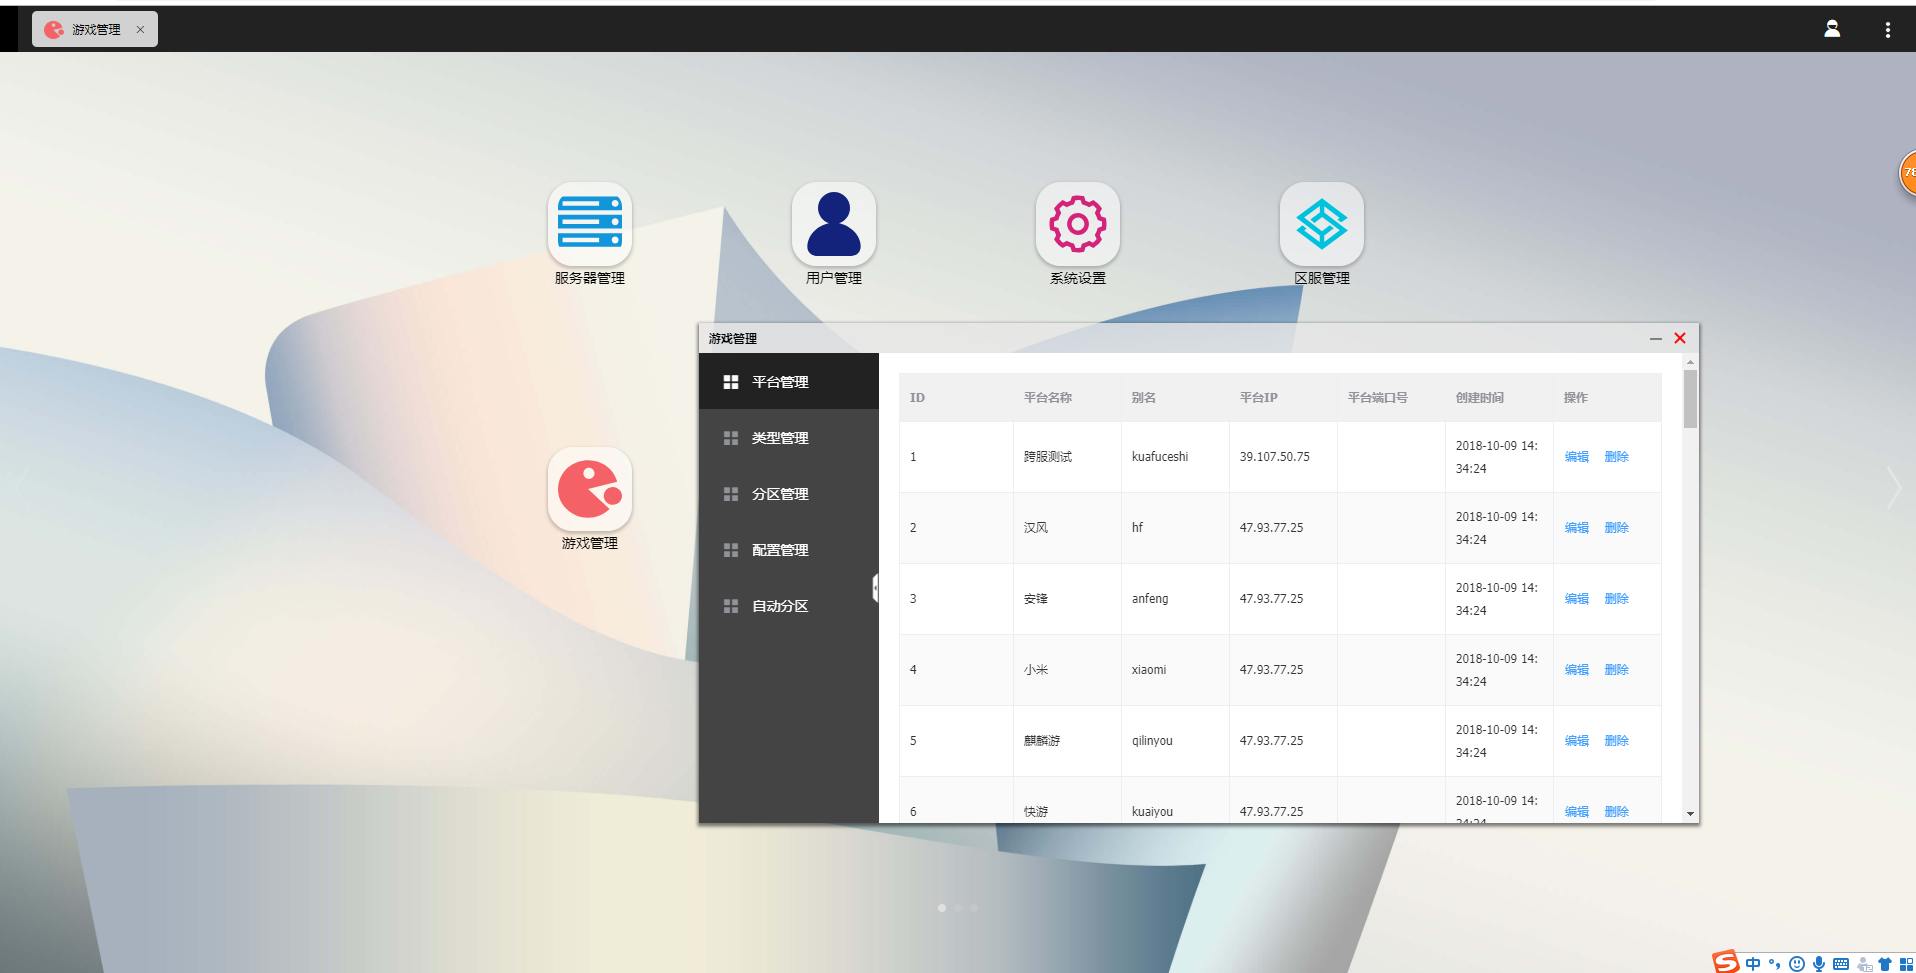 游戏管理
78
服务器管理
用户管理
系统设置
区服管理
游戏管理
游戏管理
平台管理
类型管理
分区管理
配置管理
自动分区
ID 平台名称 别名 平台IP 平台端口号 创建时间 操作
1 跨服测试 kuafuceshi 39.107.50.75 2018-10-09 14:
34:24 编辑 删除
2 汉风 hf 47.93.77.25 2018-10-09 14:
34:24 编辑 删除
3 安锋 anfeng 47.93.77.25 2018-10-09 14:
34:24 编辑 删除
4 小米 xiaomi 47.93.77.25 2018-10-09 14:
34:24 编辑 删除
5 麒麟游 qilinyou 47.93.77.25 2018-10-09 14:
34:24 编辑 删除
6 快游 kuaiyou 47.93.77.25 2018-10-09 14:
34:24 编辑 删除
中